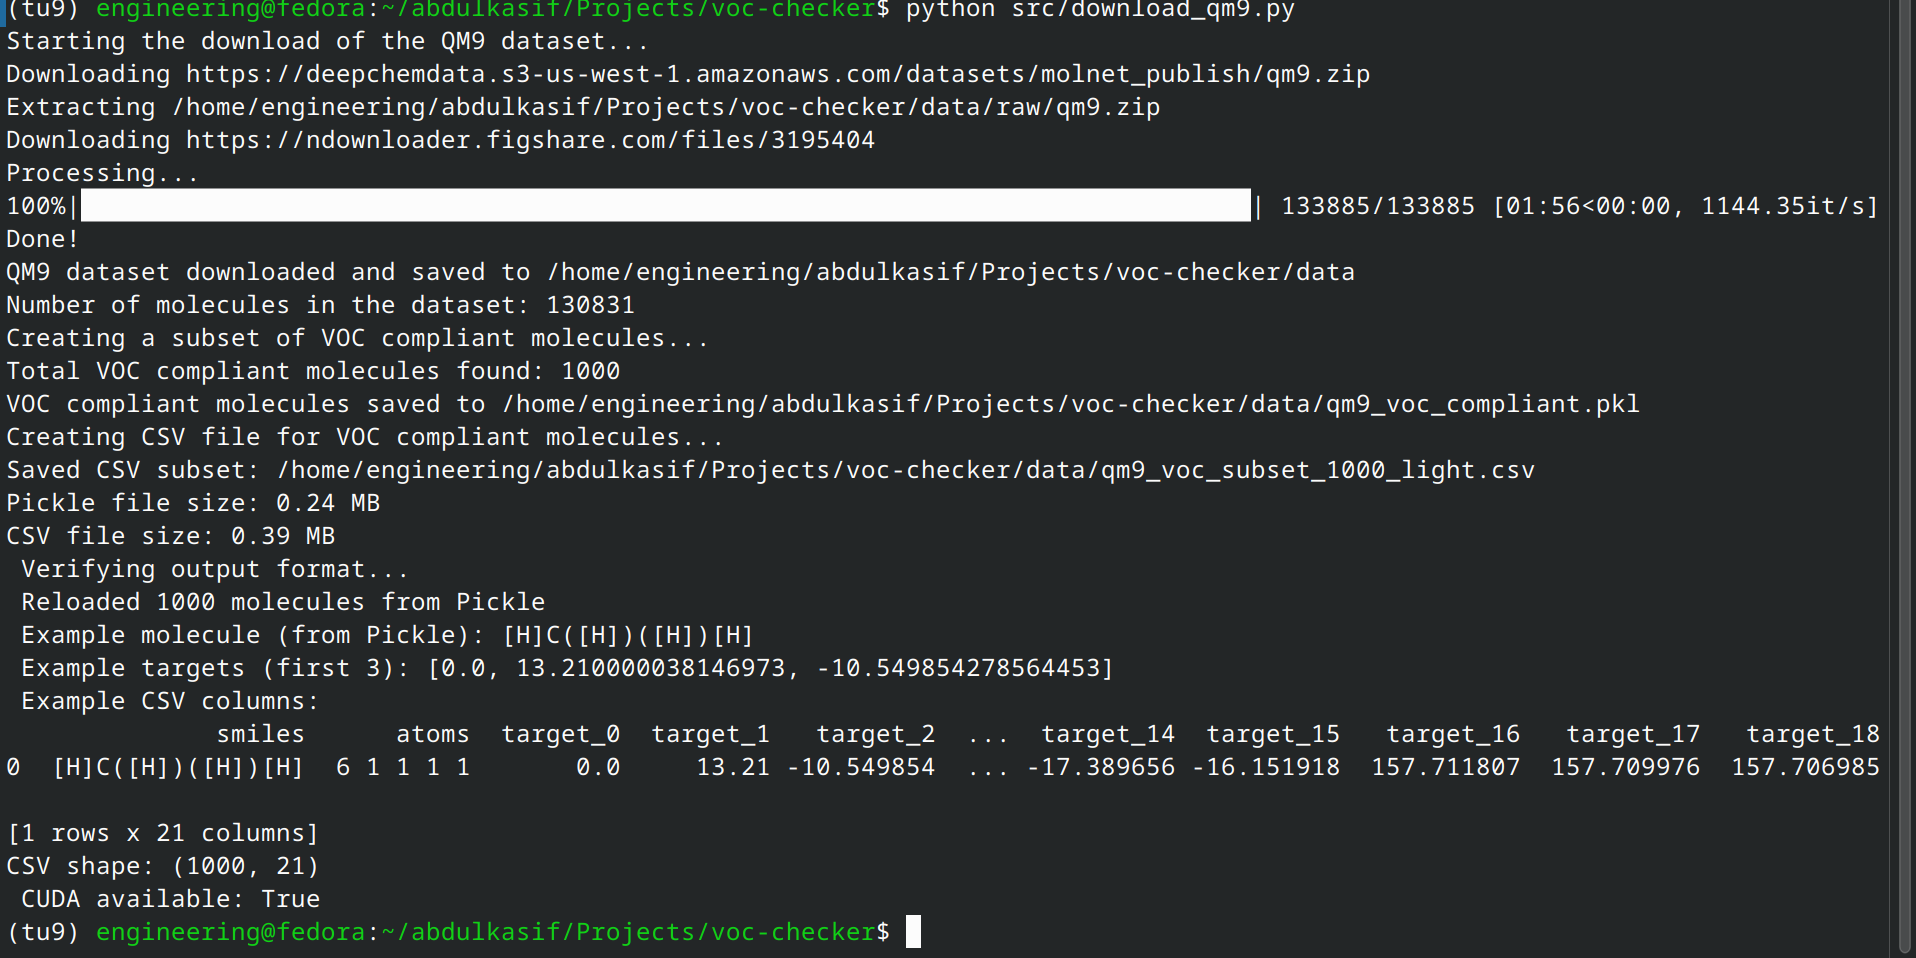 (tu9) engineering@fedora:~/abdulkasif/Projects/voc-checker$ python src/download_qm9.py
Starting the download of the QM9 dataset...
Downloading https://deepchemdata.s3-us-west-1.amazonaws.com/datasets/molnet_publish/qm9.zip
Extracting /home/engineering/abdulkasif/Projects/voc-checker/data/raw/qm9.zip
Downloading https://ndownloader.figshare.com/files/3195404
Processing...
100%| | 133885/133885 [01:56<00:00, 1144.35it/s]
Done!
QM9 dataset downloaded and saved to /home/engineering/abdulkasif/Projects/voc-checker/data
Number of molecules in the dataset: 130831
Creating a subset of VOC compliant molecules...
Total VOC compliant molecules found: 1000
VOC compliant molecules saved to /home/engineering/abdulkasif/Projects/voc-checker/data/qm9_voc_compliant.pkl
Creating CSV file for VOC compliant molecules...
Saved CSV subset: /home/engineering/abdulkasif/Projects/voc-checker/data/qm9_voc_subset_1000_light.csv
Pickle file size: 0.24 MB
CSV file size: 0.39 MB
 Verifying output format...
 Reloaded 1000 molecules from Pickle
 Example molecule (from Pickle): [H]C([H])([H])[H]
 Example targets (first 3): [0.0, 13.210000038146973, -10.549854278564453]
 Example CSV columns:
              smiles      atoms  target_0  target_1   target_2  ...  target_14  target_15   target_16   target_17   target_18
0  [H]C([H])([H])[H]  6 1 1 1 1       0.0     13.21 -10.549854  ... -17.389656 -16.151918  157.711807  157.709976  157.706985
[1 rows x 21 columns]
CSV shape: (1000, 21)
 CUDA available: True
(tu9) engineering@fedora:~/abdulkasif/Projects/voc-checker$